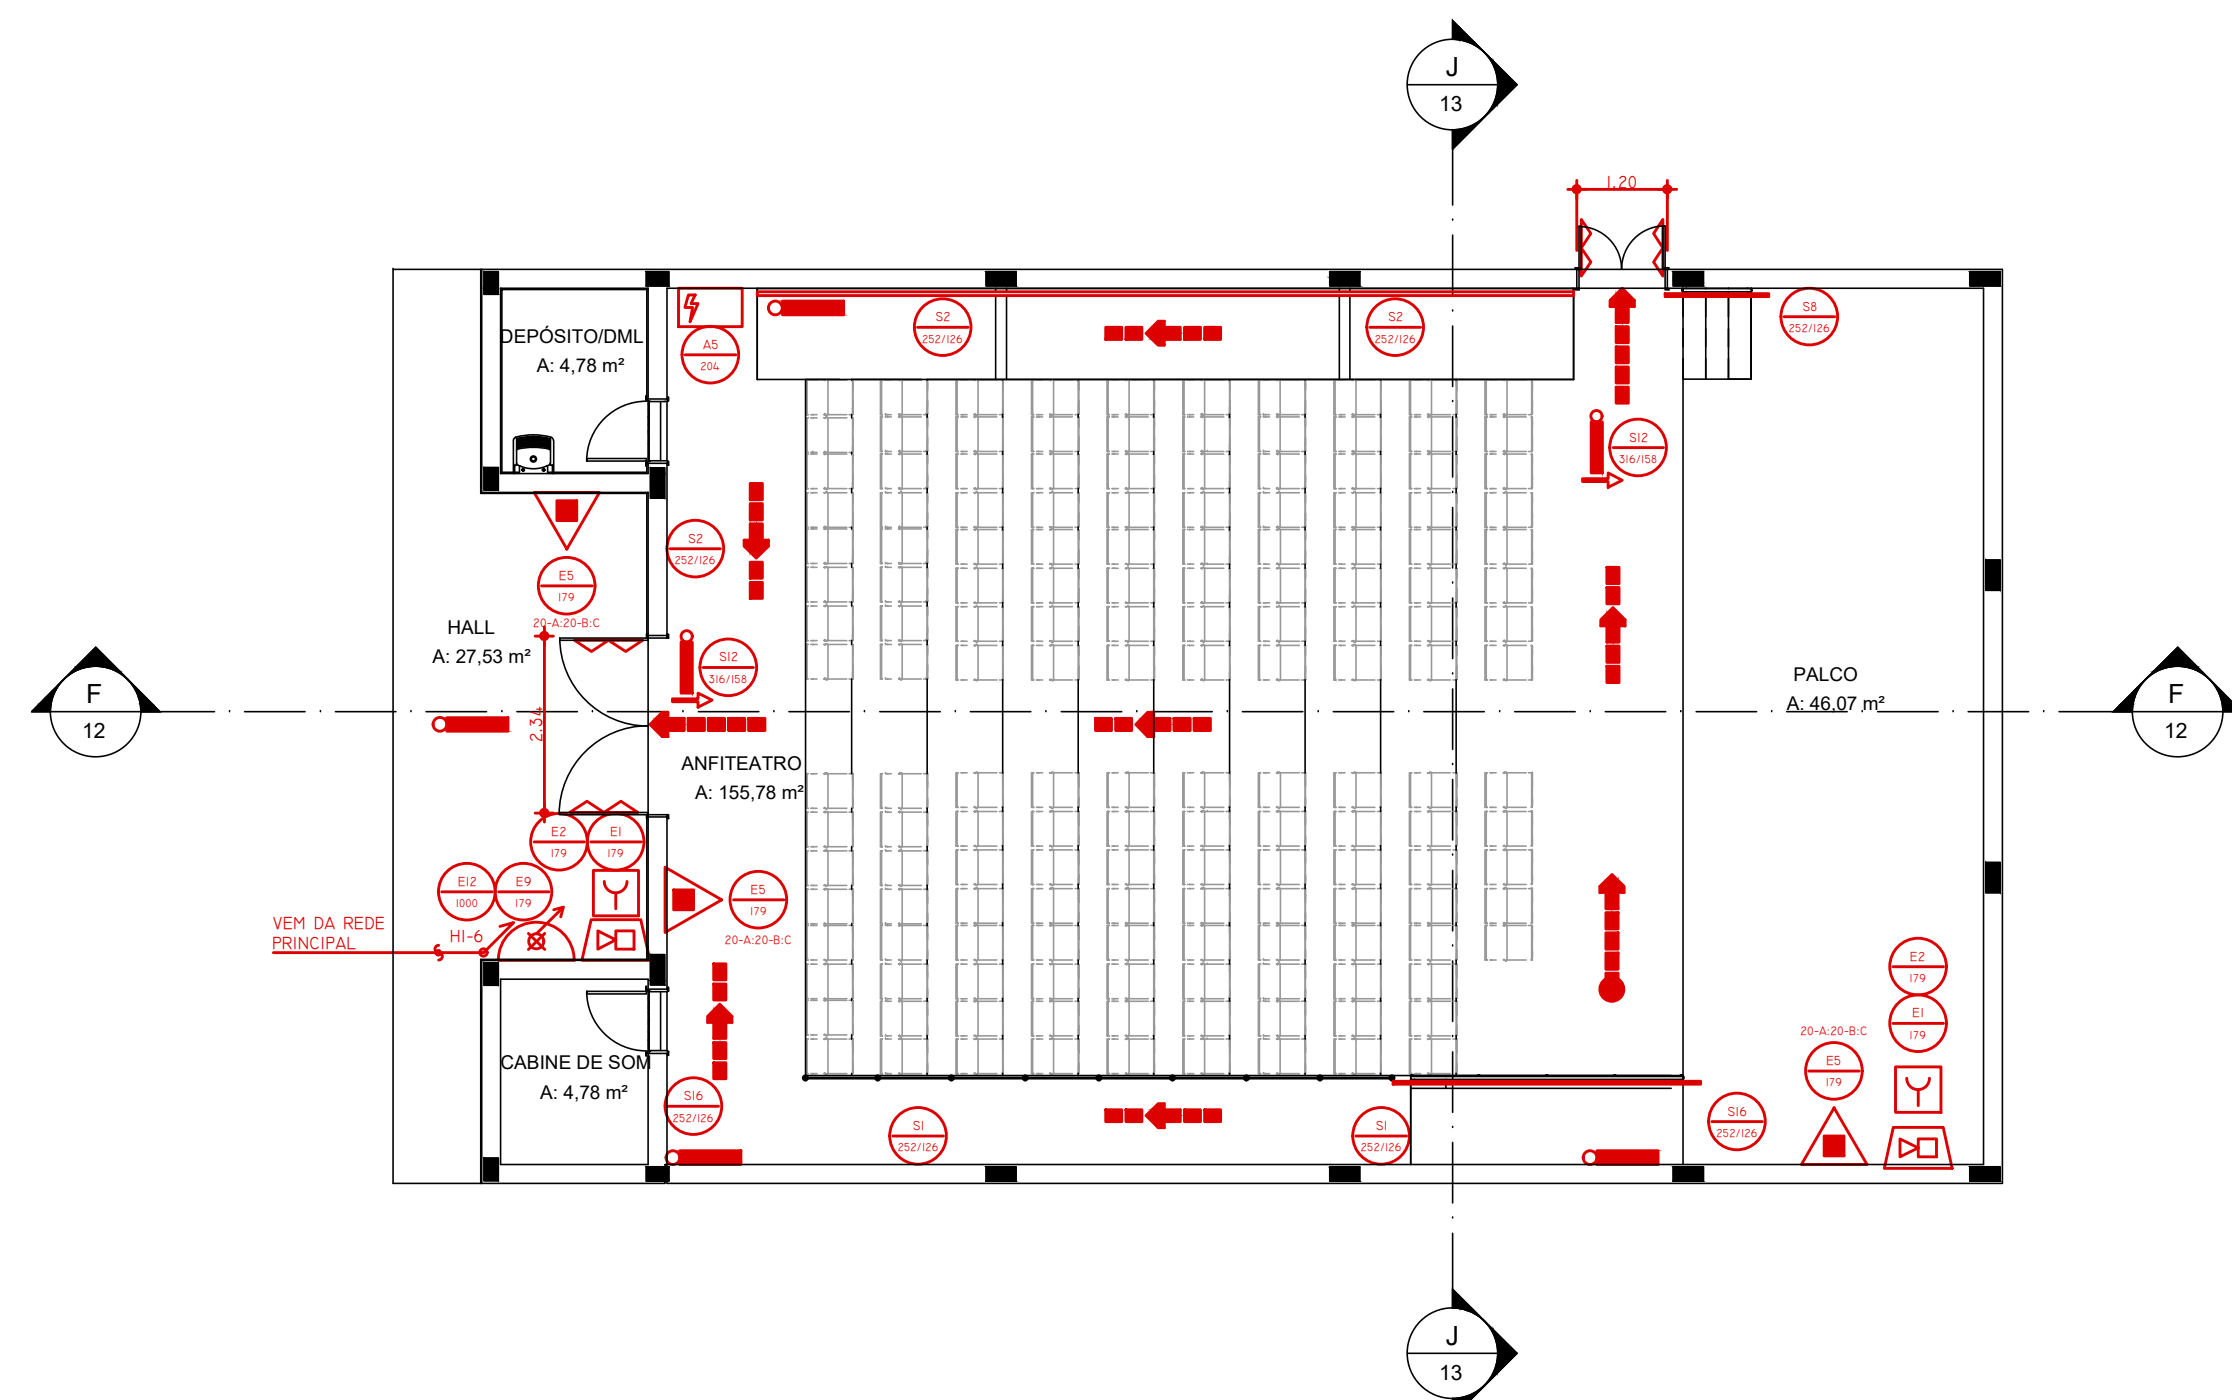 J
13
1.20
DEPÓSITO/DML
A: 4,78 m²
A5
204
S2
252/126
S2
252/126
S8
252/126
S12
316/158
S2
252/126
E5
179
20-A:20-B:C
HALL
A: 27,53 m²
S12
316/158
F
12
2.34
ANFITEATRO
A: 155,78 m²
PALCO
A: 46,07 m²
F
12
E2
179
E1
179
E12
1000
E9
179
E5
179
20-A:20-B:C
VEM DA REDE
PRINCIPAL
HI-6
E2
179
E1
179
20-A:20-B:C
E5
179
CABINE DE SOM
A: 4,78 m²
S16
252/126
S1
252/126
S1
252/126
S16
252/126
J
13